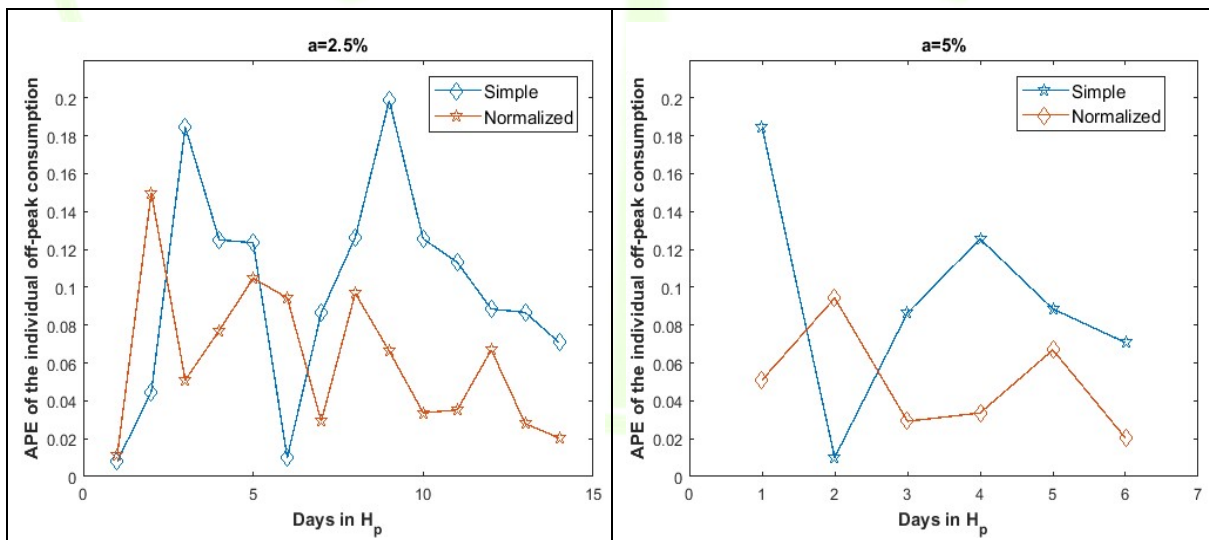 a=2.5%
APE of the individual off-peak consumption
0.2
0.18
0.16
0.14
0.12
0.1
0.08
0.06
0.04
0.02
0
Simple
Normalized
0 5 10 15
Days in Hp
a=5%
APE of the individual off-peak consumption
0.2
0.18
0.16
0.14
0.12
0.1
0.08
0.06
0.04
0.02
0
Simple
Normalized
0 1 2 3 4 5 6 7
Days in Hp